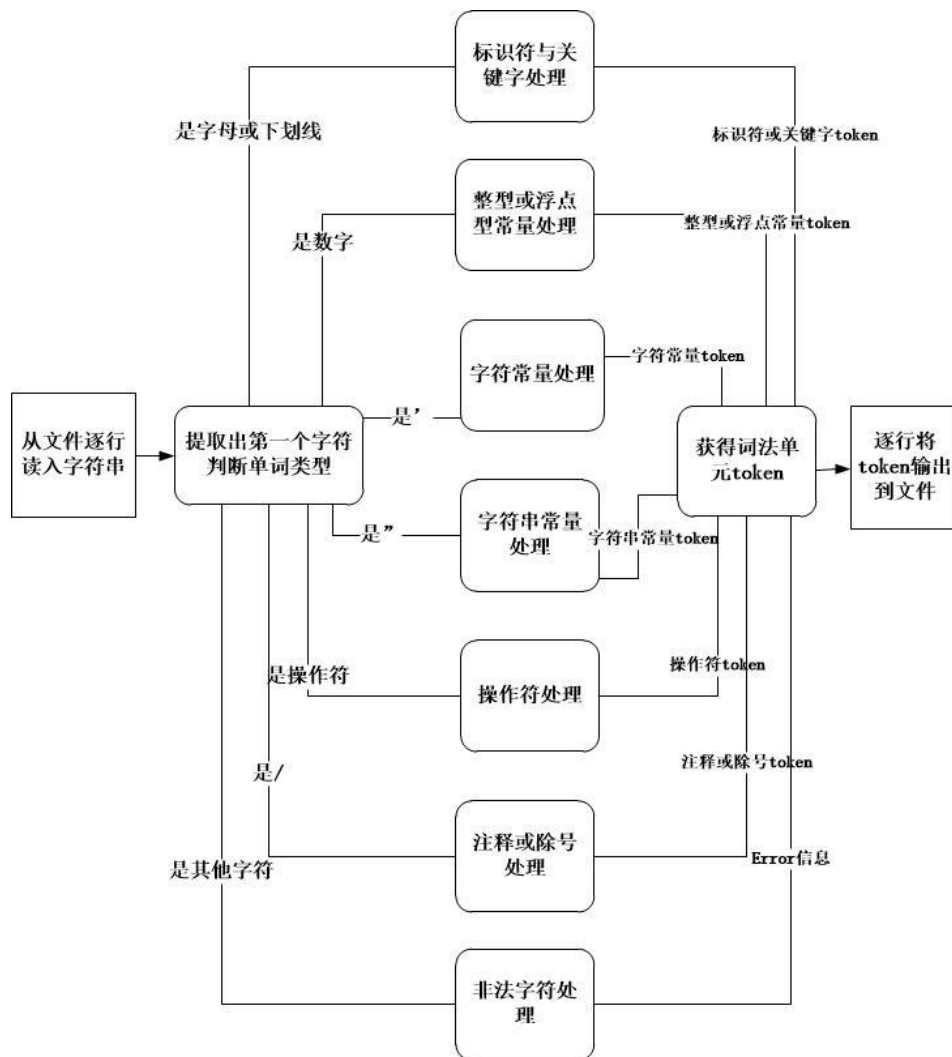 标识符与关
键字处理
是字母或下划线
标识符或关键字token
整型或浮点
型常量处理
整型或浮点常量token
是数字
字符常量token
字符常量处理
是’
从文件逐行
读入字符串
提取出第一个字符
判断单词类型
获得词法单
元token
逐行将
token输出
到文件
是”
字符串常量
处理
字符串常量token
是操作符
操作符处理
操作符token
是/
注释或除号token
注释或除号
处理
是其他字符
Error信息
非法字符处
理